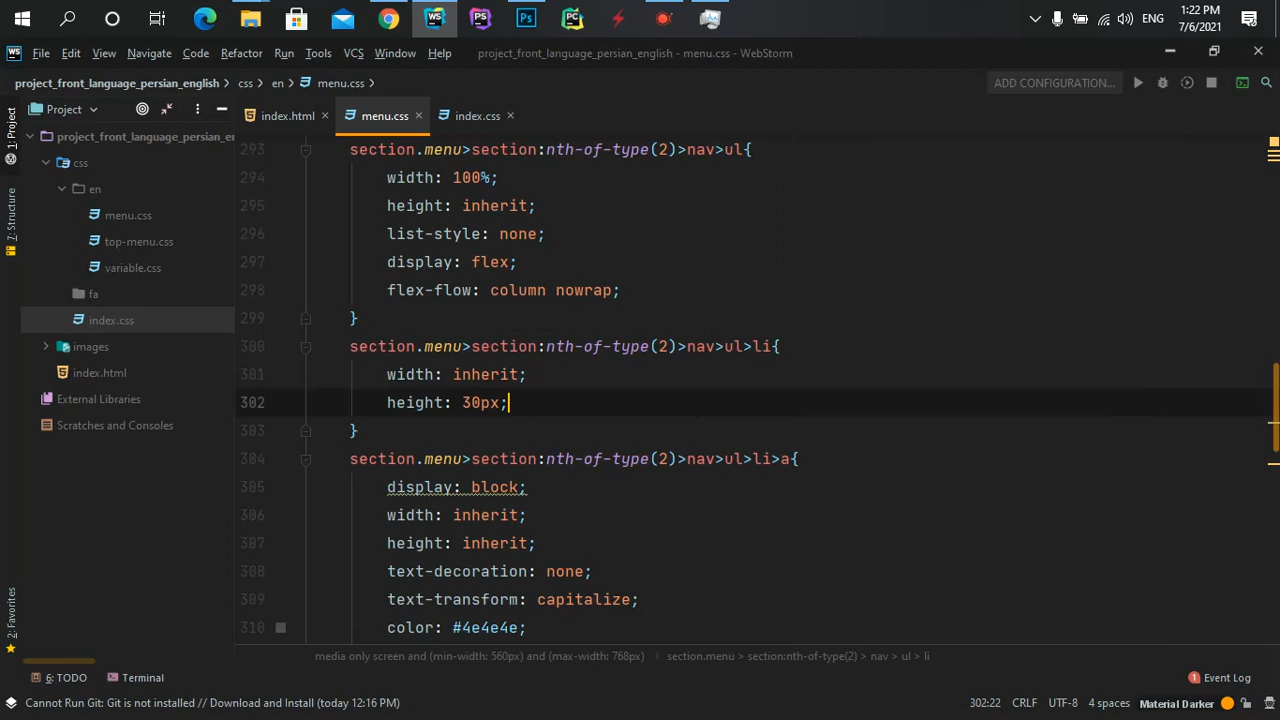 ENG
1:22 PM
7/6/2021
WS
PS
Ps
PC
WS File Edit View Navigate Code Refactor Run Tools VCS Window Help project_front_language_persian_english - menu.css - WebStorm
project_front_language_persian_english css en menu.css ADD CONFIGURATION...
1: Project
7: Structure
2: Favorites
Project
index.html menu.css index.css
project_front_language_persian_en
css
en
menu.css
top-menu.css
variable.css
fa
index.css
images
index.html
External Libraries
Scratches and Consoles
293 section.menu>section:nth-of-type(2)>nav>ul{
294 width: 100%;
295 height: inherit;
296 list-style: none;
297 display: flex;
298 flex-flow: column nowrap;
299 }
300 section.menu>section:nth-of-type(2)>nav>ul>li{
301 width: inherit;
302 height: 30px;
303 }
304 section.menu>section:nth-of-type(2)>nav>ul>li>a{
305 display: block;
306 width: inherit;
307 height: inherit;
308 text-decoration: none;
309 text-transform: capitalize;
310 color: #4e4e4e;
media only screen and (min-width: 560px) and (max-width: 768px) section.menu > section:nth-of-type(2) > nav > ul > li
6: TODO Terminal 1 Event Log
Cannot Run Git: Git is not installed // Download and Install (today 12:16 PM) 302:22 CRLF UTF-8 4 spaces Material Darker